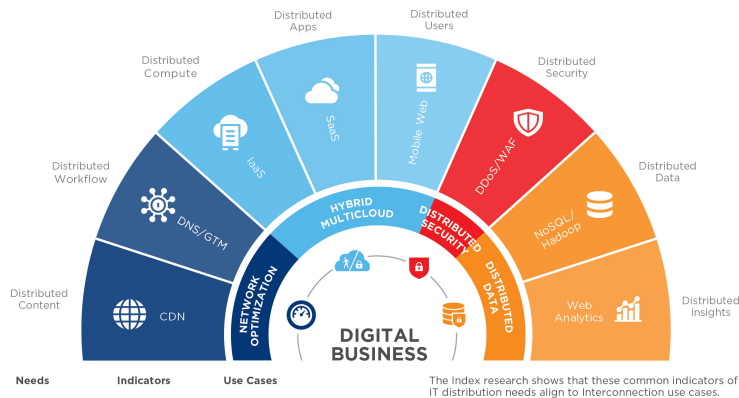 Distributed
Content
Distributed
Workflow
Distributed
Compute
Distributed
Apps
Distributed
Users
Distributed
Security
Distributed
Data
Distributed
Insights
CDN
DNS/GTM
IaaS
SaaS
Mobile Web
DDoS/WAF
NoSQL/
Hadoop
Web
Analytics
NETWORK
OPTIMIZATION
HYBRID
MULTICLOUD
DISTRIBUTED
SECURITY
DISTRIBUTED
DATA
DIGITAL
BUSINESS
Needs
Indicators
Use Cases
The Index research shows that these common indicators of
IT distribution needs align to Interconnection use cases.